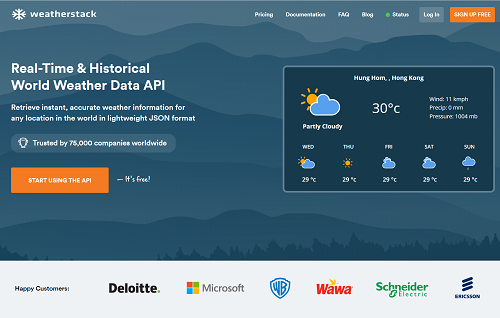 weatherstack
Pricing
Documentation
FAQ
Blog
Status
Log In
SIGN UP FREE
Real-Time & Historical
World Weather Data API
Retrieve instant, accurate weather information for
any location in the world in lightweight JSON format
Trusted by 75,000 companies worldwide
START USING THE API
— It's free!
Hung Hom, , Hong Kong
Partly Cloudy
30°c
Wind: 11 kmph
Precip: 0 mm
Pressure: 1004 mb
WED THU FRI SAT SUN
29 °c 29 °c 29 °c 29 °c 29 °c
Happy Customers:
Deloitte.
Microsoft
WB
Wawa
Schneider
Electric
ERICSSON